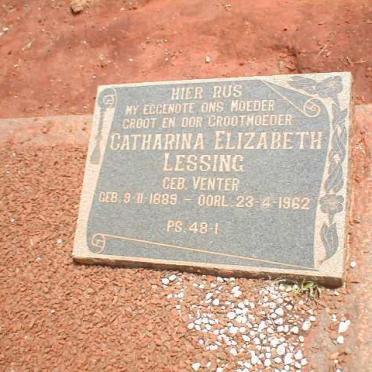 HIER RUS
MY EGGENOTE ONS MOEDER
GROOT EN OOR GROOTMOEDER
CATHARINA ELIZABETH
LESSING
GEB. VENTER
GEB. 9-11-1889 - OORL. 23-4-1962
PS. 48-1